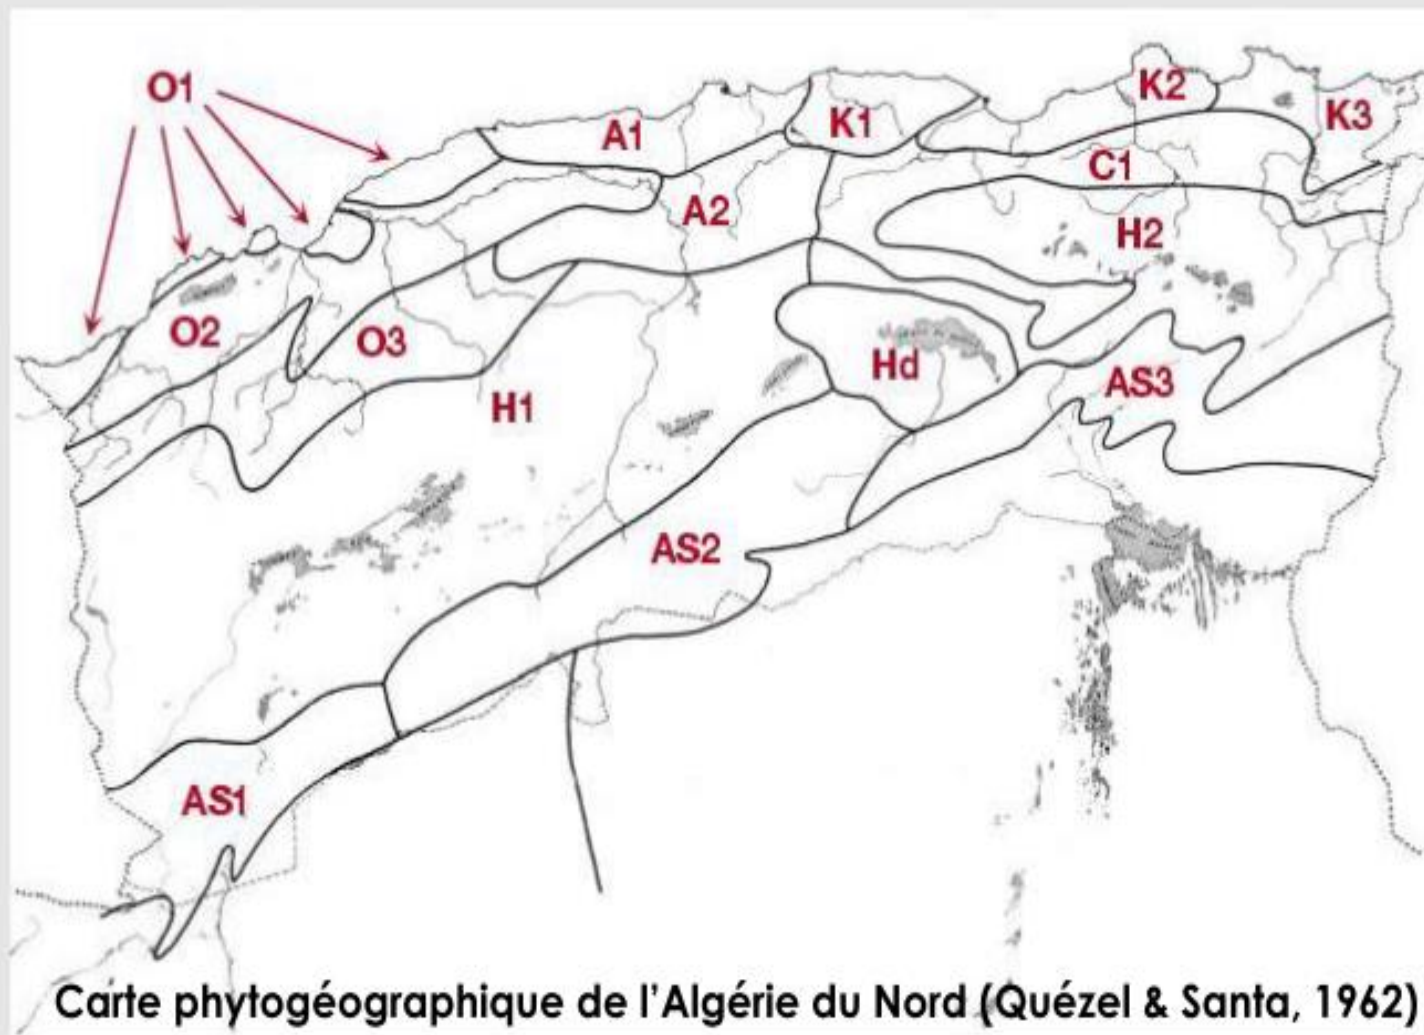 O1
K2
K3
A1
K1
C1
A2
H2
O2
O3
Hd
AS3
H1
AS2
AS1
Carte phytogéographique de l'Algérie du Nord (Quézel & Santa, 1962)